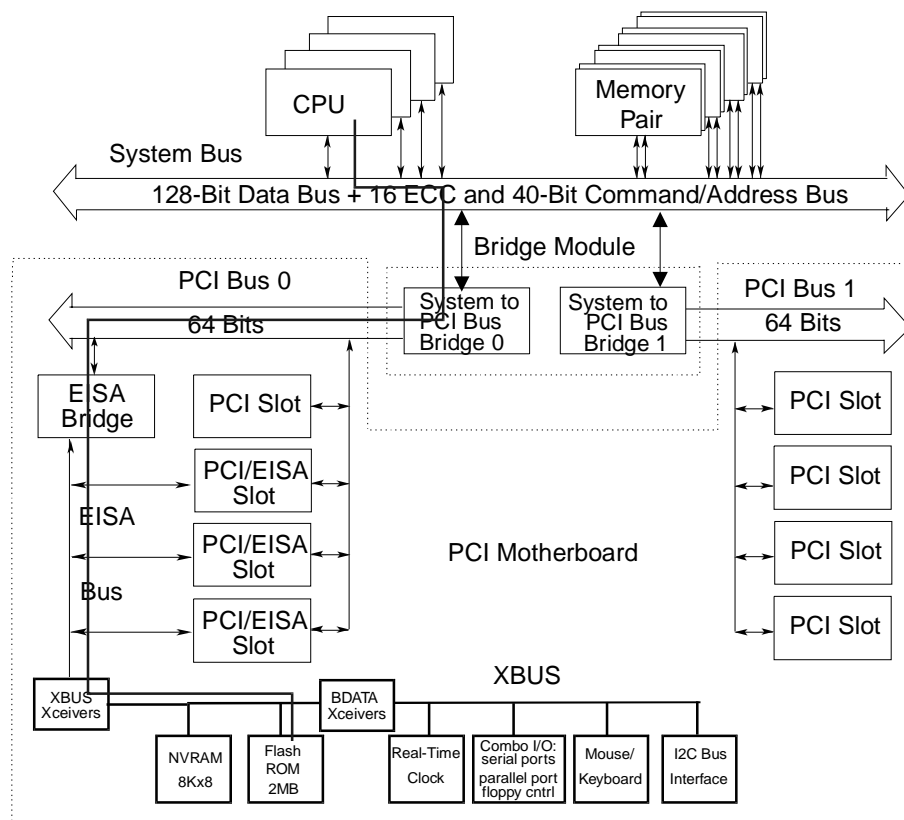 CPU
Memory
Pair
System Bus
128-Bit Data Bus + 16 ECC and 40-Bit Command/Address Bus
Bridge Module
PCI Bus 0
64 Bits
System to
PCI Bus
Bridge 0
System to
PCI Bus
Bridge 1
PCI Bus 1
64 Bits
EISA
Bridge
PCI Slot
PCI/EISA
Slot
PCI/EISA
Slot
PCI/EISA
Slot
EISA
Bus
PCI Motherboard
PCI Slot
PCI Slot
PCI Slot
PCI Slot
XBUS
XBUS
Xceivers
BDATA
Xceivers
NVRAM
8Kx8
Flash
ROM
2MB
Real-Time
Clock
Combo I/O:
serial ports
parallel port
floppy cntrl
Mouse/
Keyboard
I2C Bus
Interface